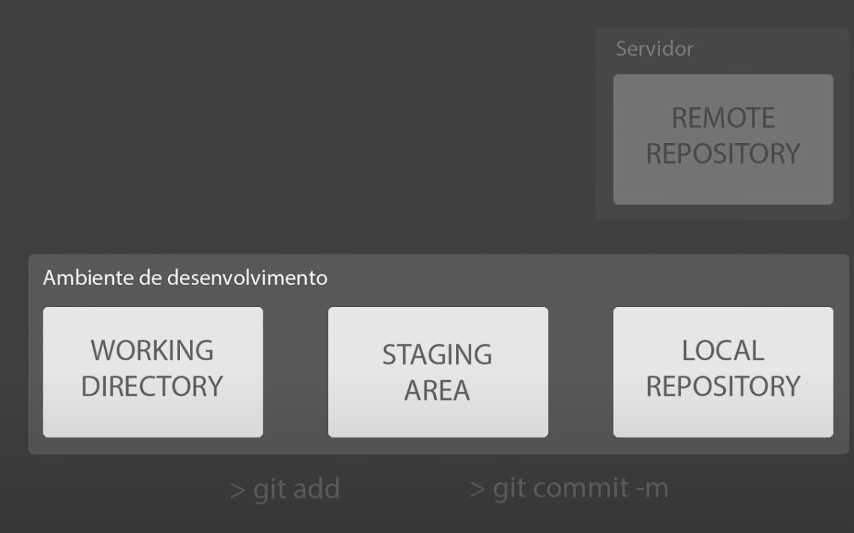 Servidor
REMOTE
REPOSITORY
Ambiente de desenvolvimento
WORKING
DIRECTORY
STAGING
AREA
LOCAL
REPOSITORY
> git add
> git commit -m